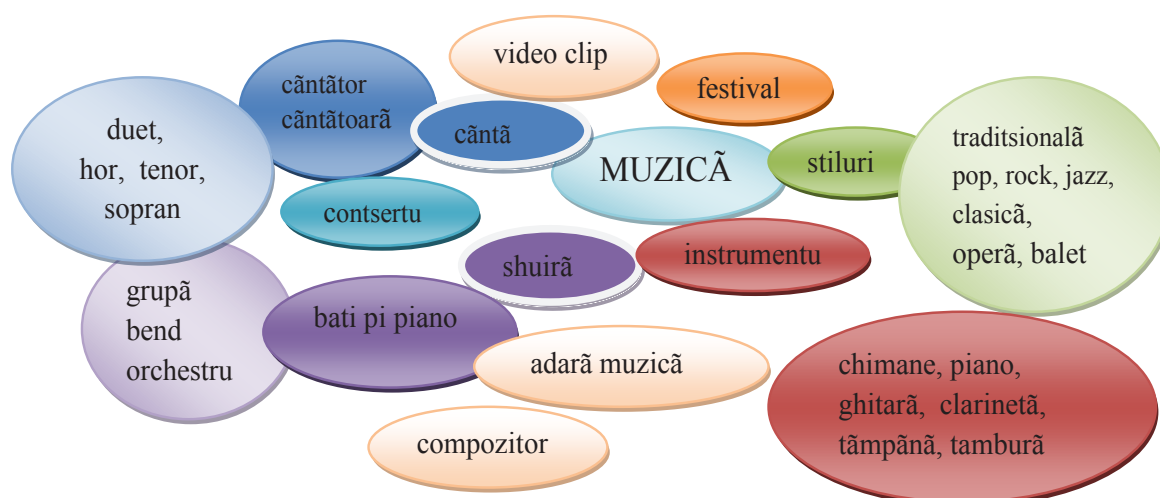 video clip
festival
cãntãtor
cãntãtoarã
cãntã
duet,
hor, tenor,
sopran
MUZICÃ
stiluri
traditsionalã
pop, rock, jazz,
clasicã,
operã, balet
contsertu
shuirã
instrumentu
grupã
bend
orchestru
bati pi piano
adarã muzicã
chimane, piano,
ghitarã, clarinetã,
tãmpãnã, tamburã
compozitor